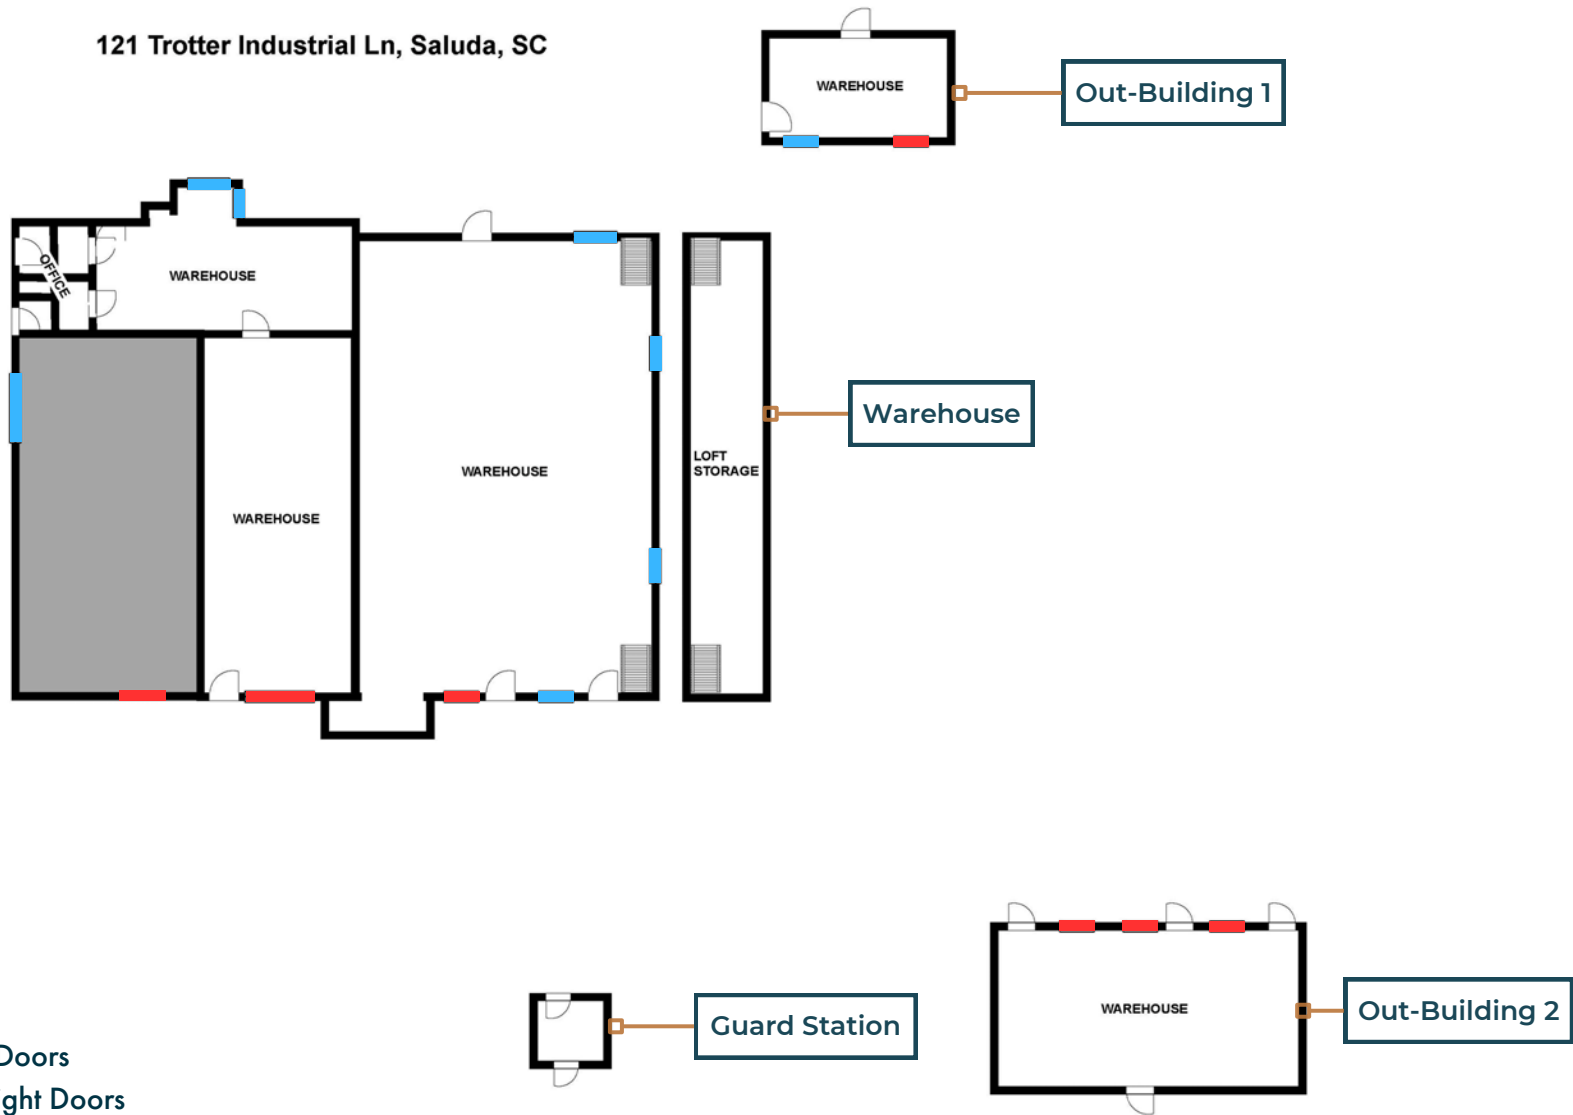 121 Trotter Industrial Ln, Saluda, SC
WAREHOUSE
Out-Building 1
OFFICE
WAREHOUSE
Warehouse
LOFT
STORAGE
WAREHOUSE
WAREHOUSE
WAREHOUSE
Out-Building 2
Guard Station
Doors
ght Doors